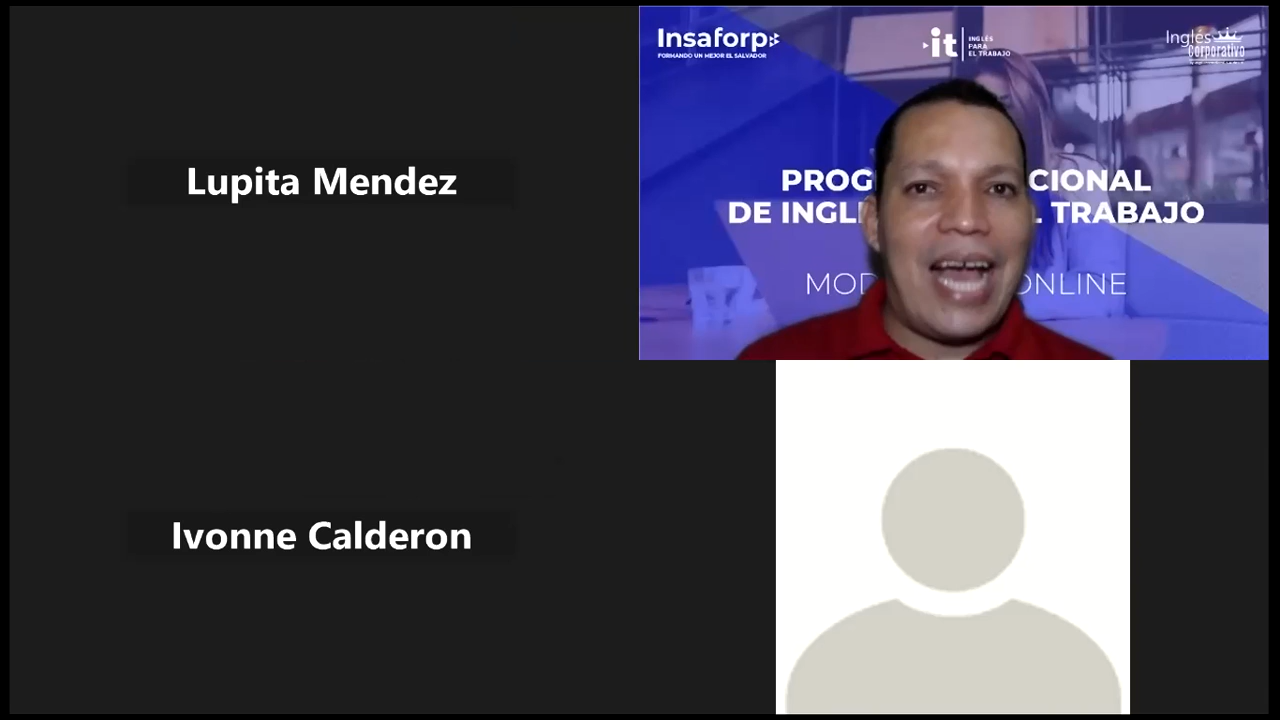 Lupita Mendez
Insaforp
FORMANDO UN MEJOR EL SALVADOR
it
INGLÉS
PARA
EL TRABAJO
Inglés
Corporativo
PROG CIONAL
DE INGL L TRABAJO
MOD ONLINE
Ivonne Calderon